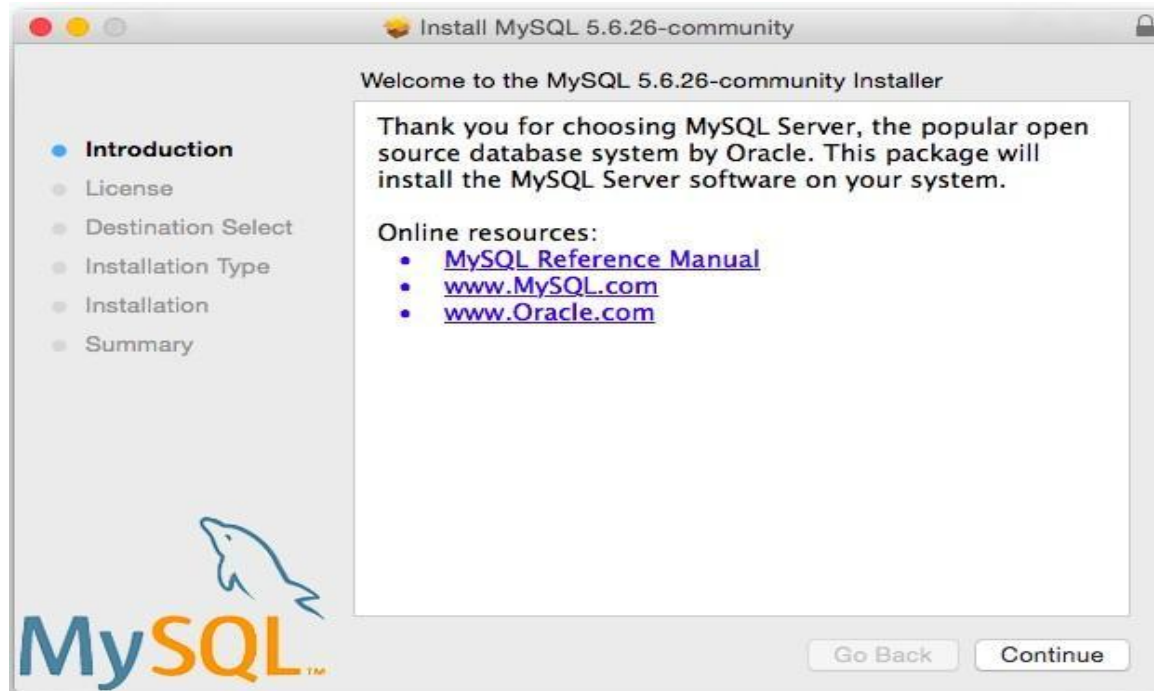 Install MySQL 5.6.26-community
Welcome to the MySQL 5.6.26-community Installer
Introduction
License
Destination Select
Installation Type
Installation
Summary
Thank you for choosing MySQL Server, the popular open
source database system by Oracle. This package will
install the MySQL Server software on your system.
Online resources:
• MySQL Reference Manual
• www.MySQL.com
• www.Oracle.com
MySQL™
Go Back
Continue